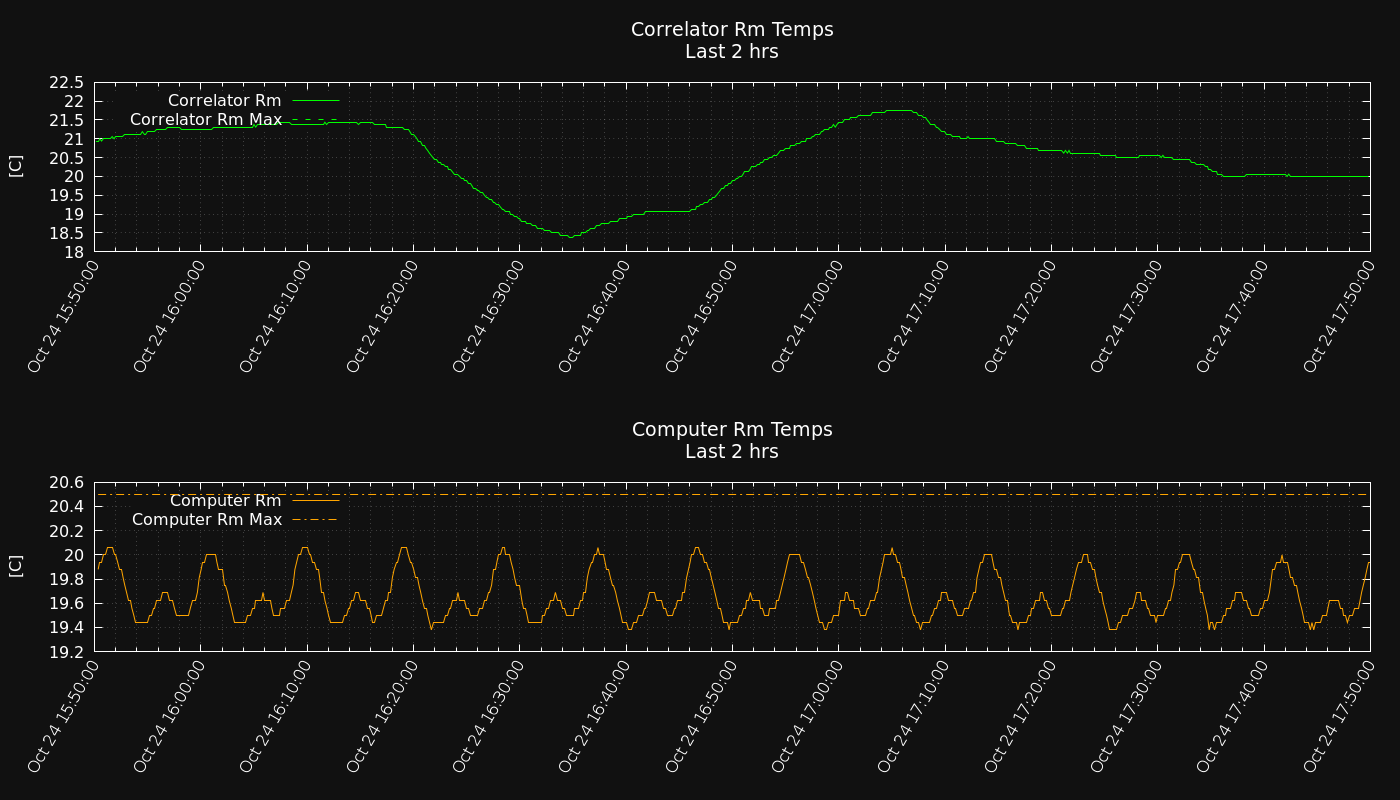 Correlator Rm Temps
Last 2 hrs
22.5
22
21.5
21
20.5
20
19.5
19
18.5
18
[C]
Correlator Rm
Correlator Rm Max
Oct 24 15:50:00
Oct 24 16:00:00
Oct 24 16:10:00
Oct 24 16:20:00
Oct 24 16:30:00
Oct 24 16:40:00
Oct 24 16:50:00
Oct 24 17:00:00
Oct 24 17:10:00
Oct 24 17:20:00
Oct 24 17:30:00
Oct 24 17:40:00
Oct 24 17:50:00
Computer Rm Temps
Last 2 hrs
20.6
20.4
20.2
20
19.8
19.6
19.4
19.2
[C]
Computer Rm
Computer Rm Max
Oct 24 15:50:00
Oct 24 16:00:00
Oct 24 16:10:00
Oct 24 16:20:00
Oct 24 16:30:00
Oct 24 16:40:00
Oct 24 16:50:00
Oct 24 17:00:00
Oct 24 17:10:00
Oct 24 17:20:00
Oct 24 17:30:00
Oct 24 17:40:00
Oct 24 17:50:00